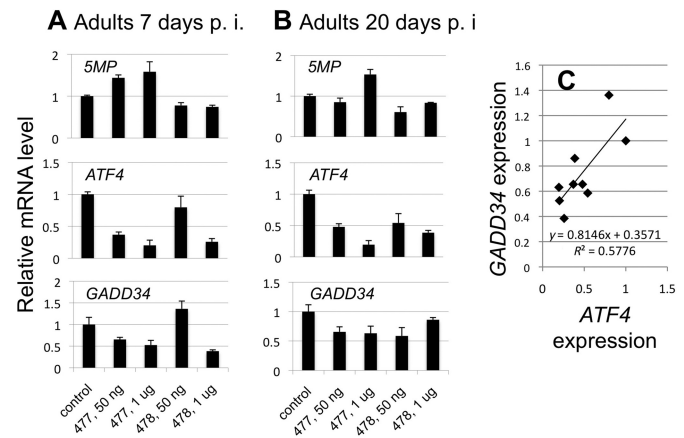 A Adults 7 days p. i.
B Adults 20 days p. i
Relative mRNA level
5MP
2
1
0
ATF4
1.5
1
0.5
0
GADD34
2
1.5
1
0.5
0
control
477, 50 ng
477, 1 ug
478, 50 ng
478, 1 ug
5MP
2
1
0
ATF4
1.5
1
0.5
0
GADD34
1.5
1
0.5
0
control
477, 50 ng
477, 1 ug
478, 50 ng
478, 1 ug
C
GADD34 expression
1.6
1.4
1.2
1
0.8
0.6
0.4
0.2
0
y = 0.8146x + 0.3571
R² = 0.5776
0 0.5 1 1.5
ATF4
expression